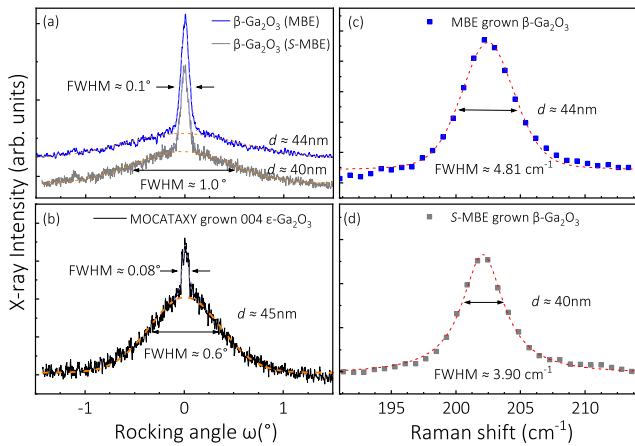 (a)
β-Ga₂O₃ (MBE)
β-Ga₂O₃ (S-MBE)
FWHM ≈ 0.1°
d ≈ 44nm
d ≈ 40nm
FWHM ≈ 1.0°
(b)
MOCATAXY grown 004 ε-Ga₂O₃
FWHM ≈ 0.08°
d ≈ 45nm
FWHM ≈ 0.6°
X-ray Intensity (arb. units)
-1
0
1
Rocking angle ω(°)
(c)
MBE grown β-Ga₂O₃
d ≈ 44nm
FWHM ≈ 4.81 cm⁻¹
(d)
S-MBE grown β-Ga₂O₃
d ≈ 40nm
FWHM ≈ 3.90 cm⁻¹
195
200
205
210
Raman shift (cm⁻¹)